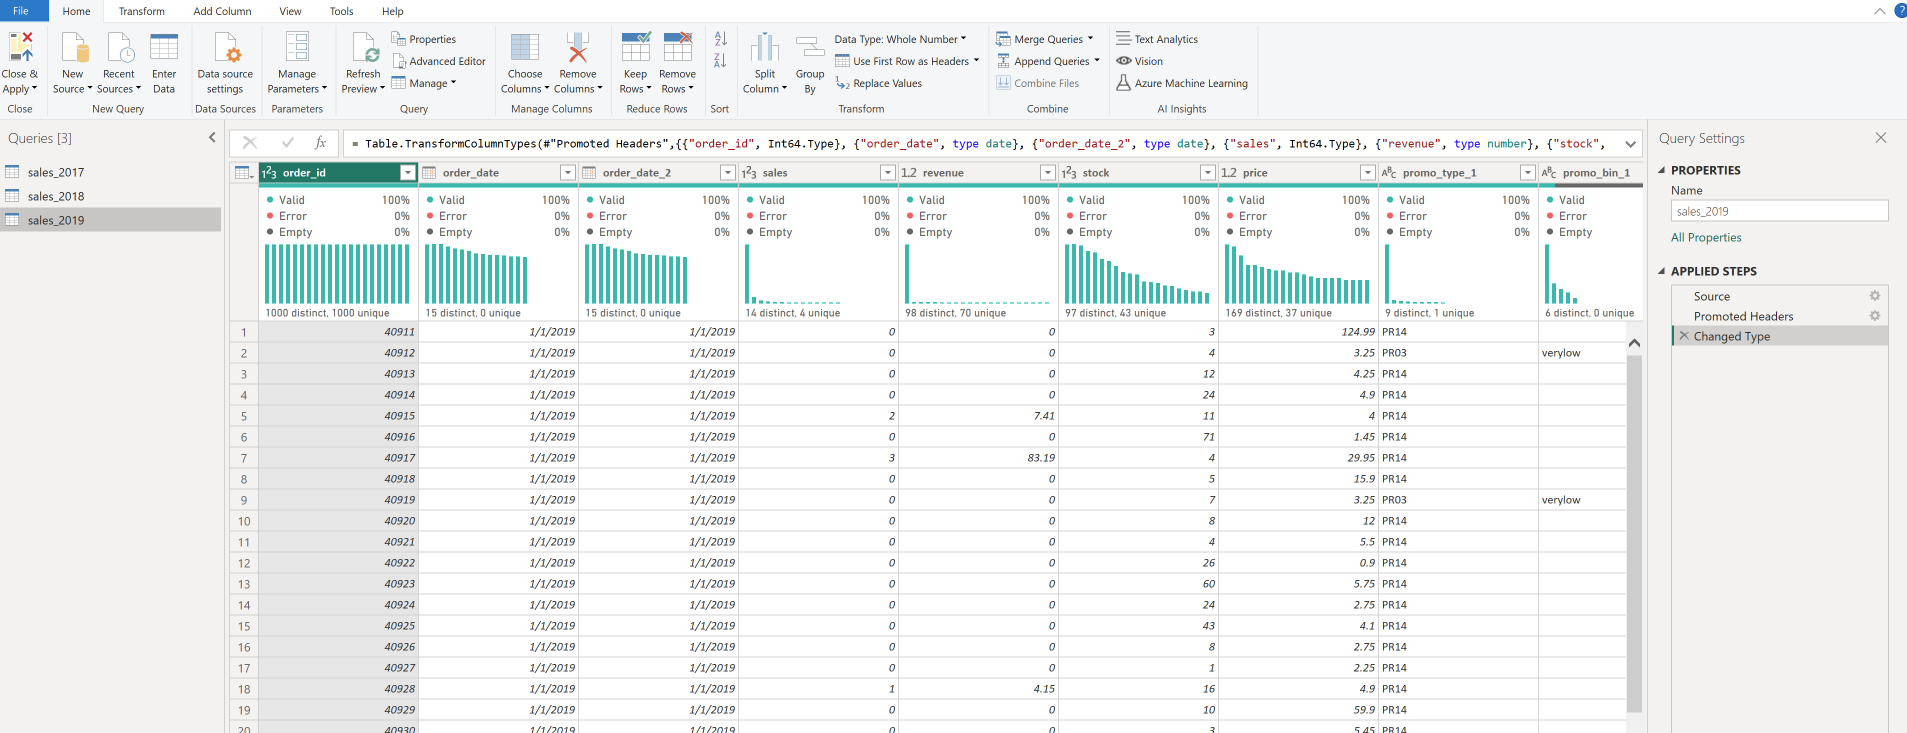 File Home Transform Add Column View Tools Help
Close & Apply
New Source
Recent Sources
Enter Data
Data source settings
Manage Parameters
Refresh Preview
Properties
Advanced Editor
Manage
Choose Columns
Remove Columns
Keep Rows
Remove Rows
Split Column
Group By
Data Type: Whole Number
Use First Row as Headers
Replace Values
Merge Queries
Append Queries
Combine Files
Text Analytics
Vision
Azure Machine Learning
Close New Query Data Sources Parameters Query Manage Columns Reduce Rows Sort Transform Combine AI Insights
Queries [3]
sales_2017
sales_2018
sales_2019
fx = Table.TransformColumnTypes(#"Promoted Headers",{{"order_id", Int64.Type}, {"order_date", type date}, {"order_date_2", type date}, {"sales", Int64.Type}, {"revenue", type number}, {"stock",
order_id order_date order_date_2 sales 1.2 revenue stock 1.2 price promo_type_1 promo_bin_1
Valid 100% Valid 100% Valid 100% Valid 100% Valid 100% Valid 100% Valid 100% Valid 100% Valid
Error 0% Error 0% Error 0% Error 0% Error 0% Error 0% Error 0% Error 0% Error
Empty 0% Empty 0% Empty 0% Empty 0% Empty 0% Empty 0% Empty 0% Empty 0% Empty
1000 distinct, 1000 unique 15 distinct, 0 unique 15 distinct, 0 unique 14 distinct, 4 unique 98 distinct, 70 unique 97 distinct, 43 unique 169 distinct, 37 unique 9 distinct, 1 unique 6 distinct, 0 unique
1 40911 1/1/2019 1/1/2019 0 0 3 124.99 PR14
2 40912 1/1/2019 1/1/2019 0 0 4 3.25 PR03 verylow
3 40913 1/1/2019 1/1/2019 0 0 12 4.25 PR14
4 40914 1/1/2019 1/1/2019 0 0 24 4.9 PR14
5 40915 1/1/2019 1/1/2019 2 7.41 11 4 PR14
6 40916 1/1/2019 1/1/2019 0 0 71 1.45 PR14
7 40917 1/1/2019 1/1/2019 3 83.19 4 29.95 PR14
8 40918 1/1/2019 1/1/2019 0 0 5 15.9 PR14
9 40919 1/1/2019 1/1/2019 0 0 7 3.25 PR03 verylow
10 40920 1/1/2019 1/1/2019 0 0 8 12 PR14
11 40921 1/1/2019 1/1/2019 0 0 4 5.5 PR14
12 40922 1/1/2019 1/1/2019 0 0 26 0.9 PR14
13 40923 1/1/2019 1/1/2019 0 0 60 5.75 PR14
14 40924 1/1/2019 1/1/2019 0 0 24 2.75 PR14
15 40925 1/1/2019 1/1/2019 0 0 43 4.1 PR14
16 40926 1/1/2019 1/1/2019 0 0 8 2.75 PR14
17 40927 1/1/2019 1/1/2019 0 0 1 2.25 PR14
18 40928 1/1/2019 1/1/2019 1 4.15 16 4.9 PR14
19 40929 1/1/2019 1/1/2019 0 0 10 59.9 PR14
20 40930 1/1/2019 1/1/2019 0 0 3 5.45 PR14
Query Settings
PROPERTIES
Name
sales_2019
All Properties
APPLIED STEPS
Source
Promoted Headers
Changed Type